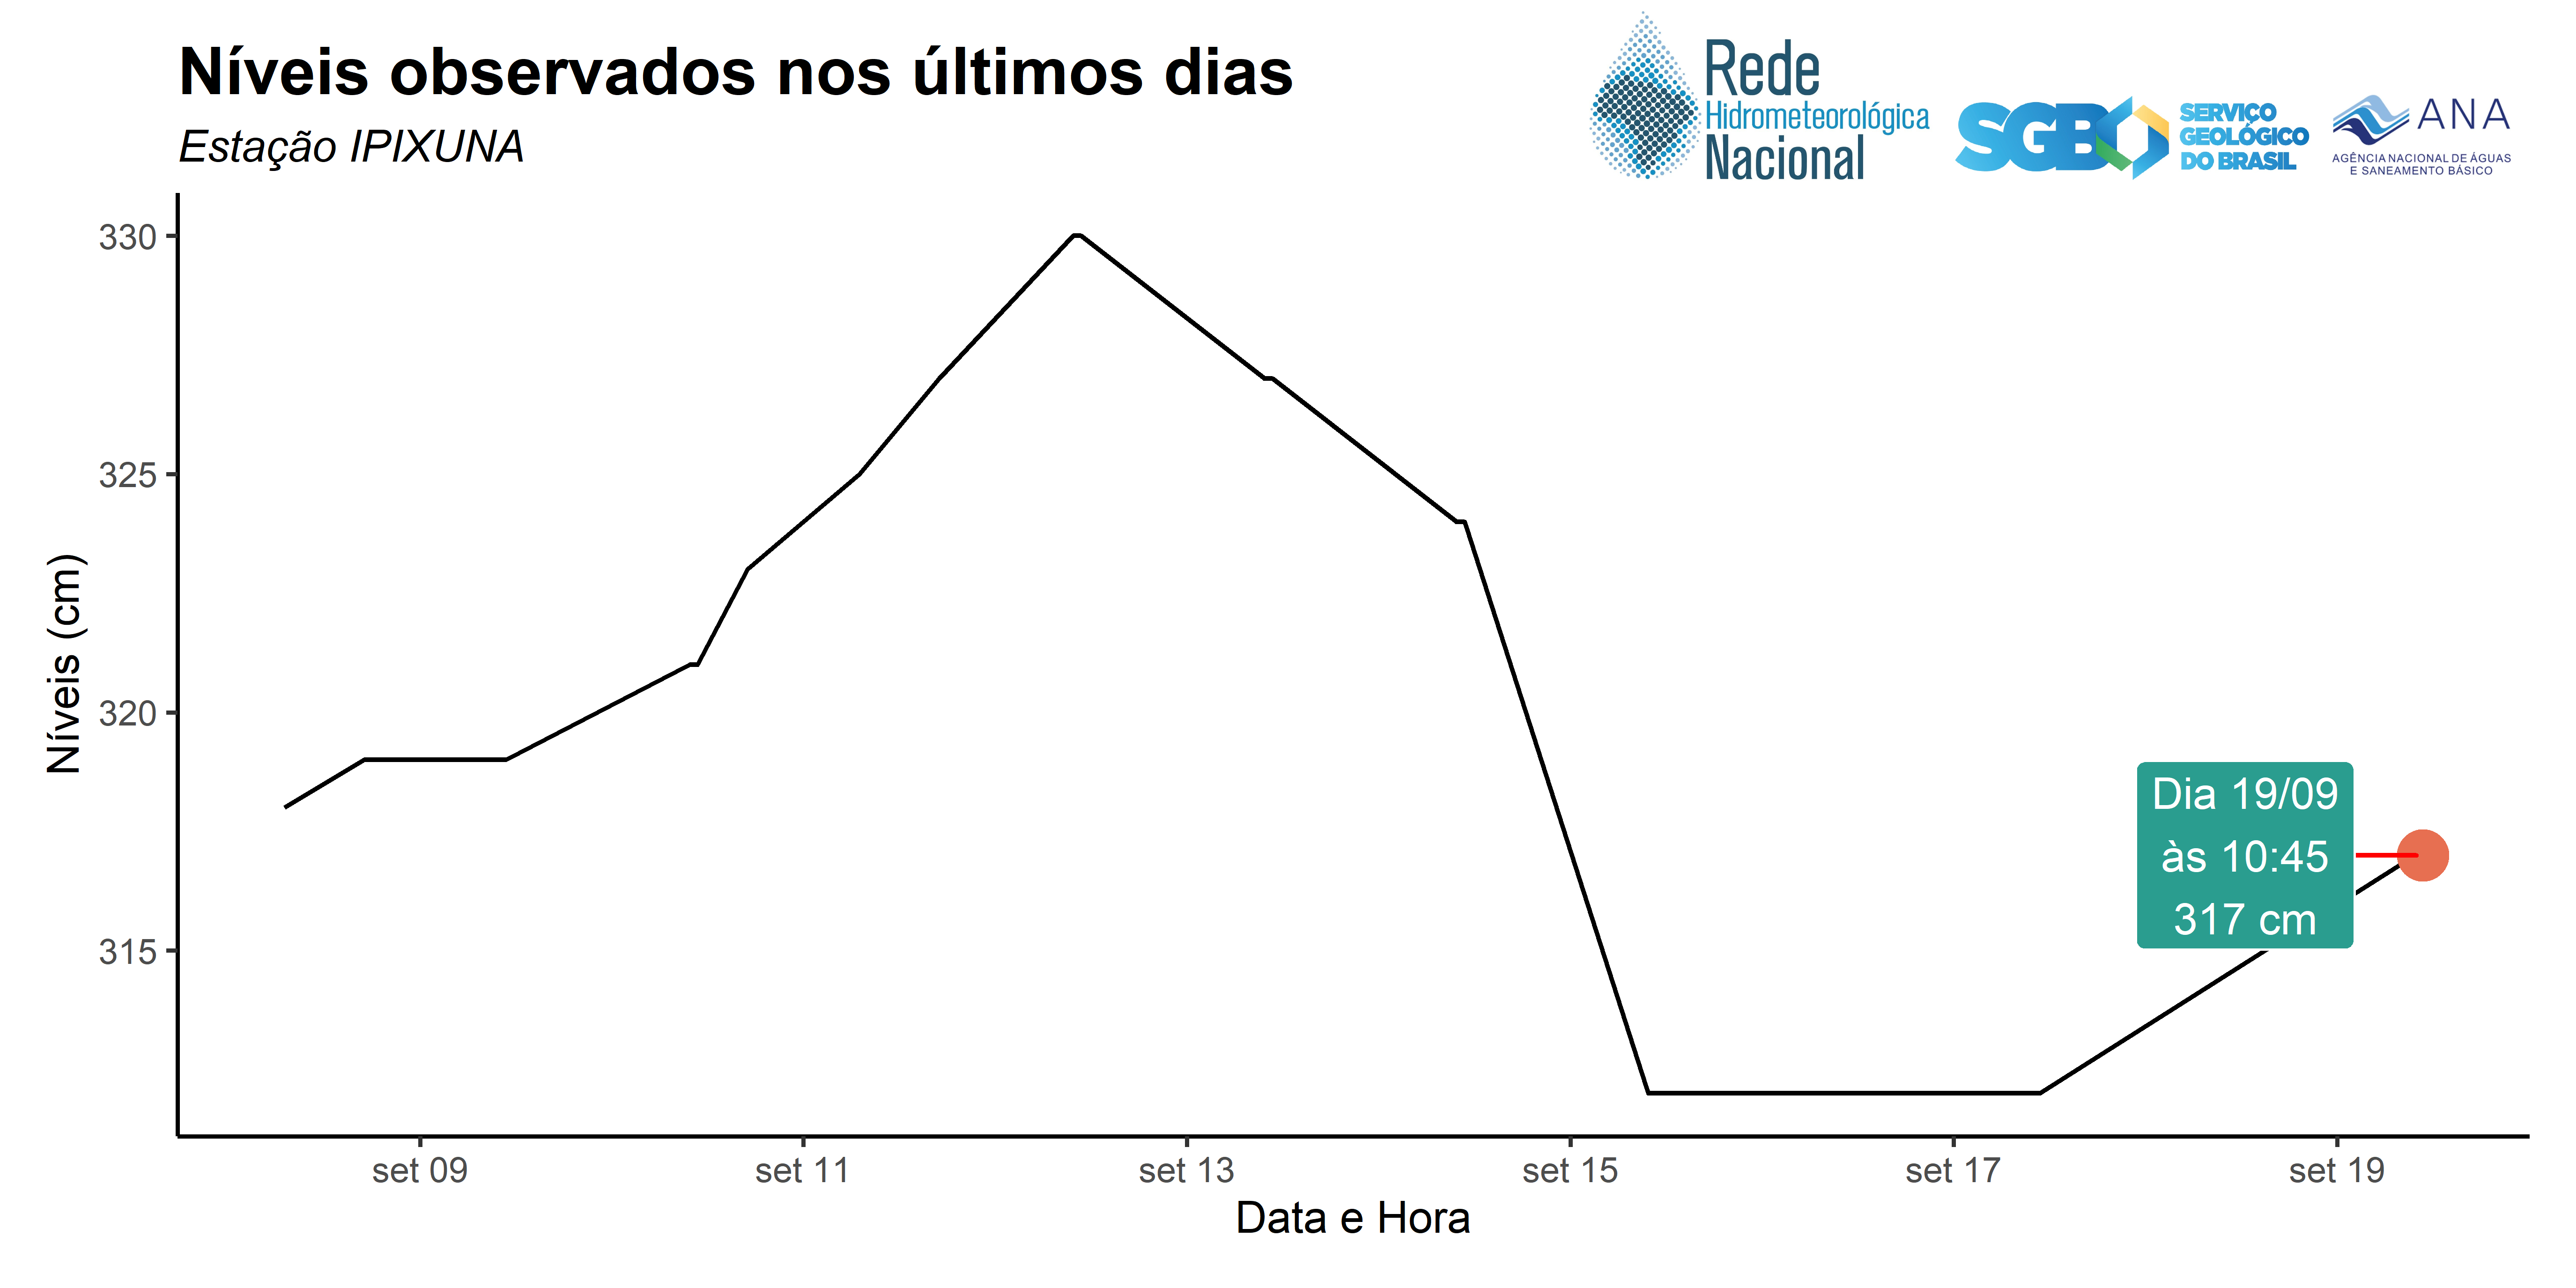 Níveis observados nos últimos dias
Estação IPIXUNA
Rede
Hidrometeorológica
Nacional
SGB
SERVIÇO
GEOLÓGICO
DO BRASIL
ANA
AGÊNCIA NACIONAL DE ÁGUAS
E SANEAMENTO BÁSICO
Níveis (cm)
330
325
320
315
Dia 19/09
às 10:45
317 cm
set 09
set 11
set 13
set 15
set 17
set 19
Data e Hora